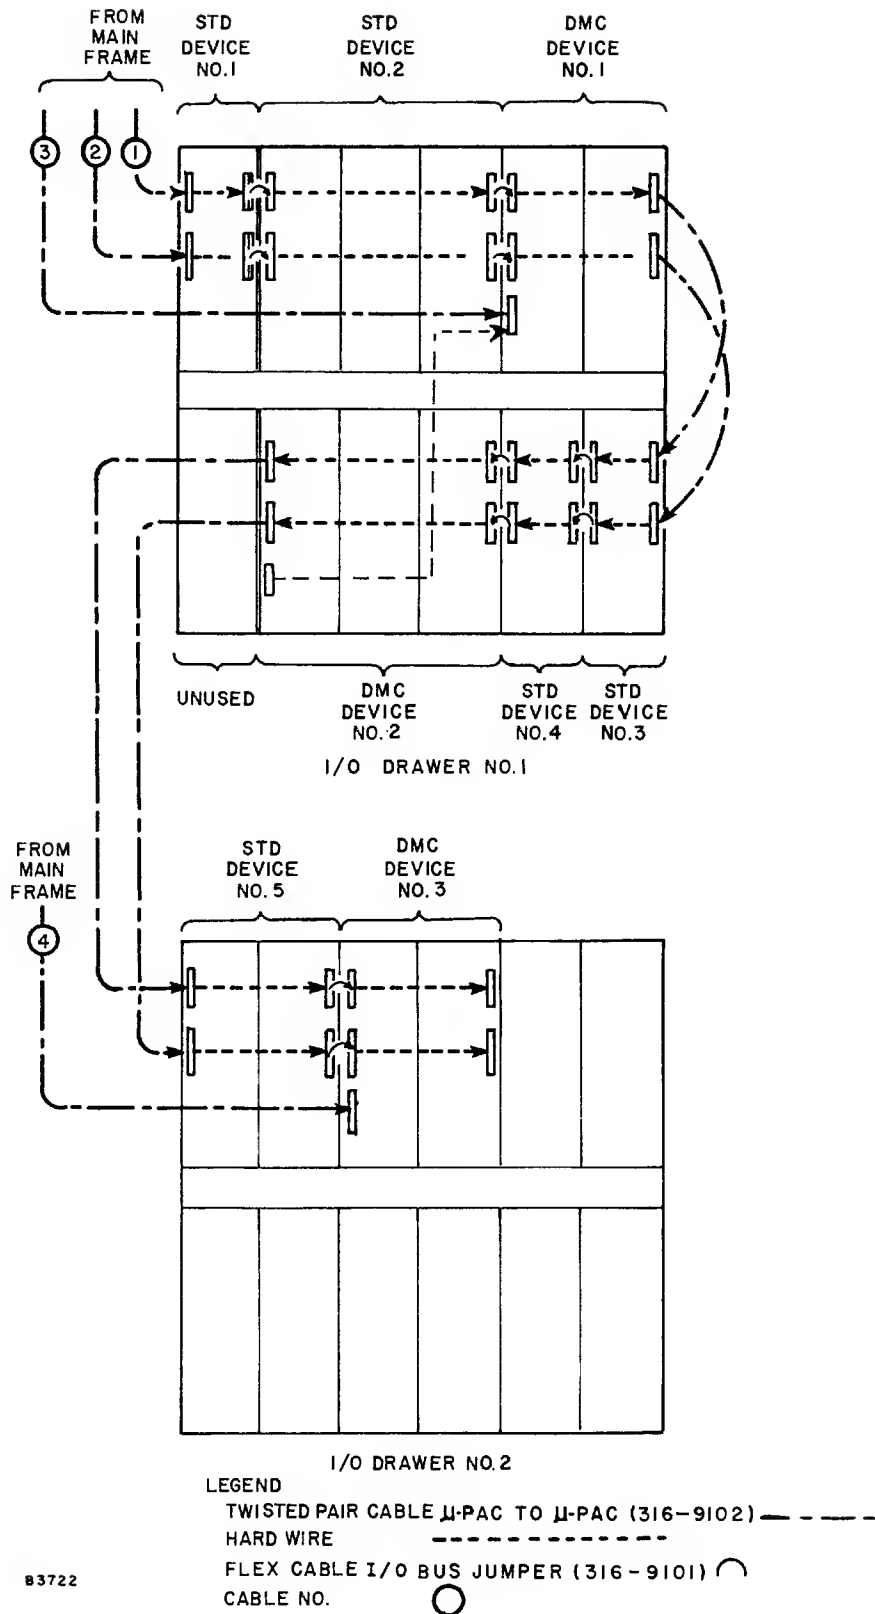 FROM
MAIN
FRAME
STD
DEVICE
NO.1
STD
DEVICE
NO.2
DMC
DEVICE
NO.1
3
2
1
UNUSED
DMC
DEVICE
NO.2
STD
DEVICE
NO.4
STD
DEVICE
NO.3
I/O DRAWER NO.1
FROM
MAIN
FRAME
STD
DEVICE
NO.5
DMC
DEVICE
NO.3
4
I/O DRAWER NO.2
LEGEND
TWISTED PAIR CABLE μ-PAC TO μ-PAC (316-9102)
HARD WIRE
FLEX CABLE I/O BUS JUMPER (316-9101)
CABLE NO.
B3722